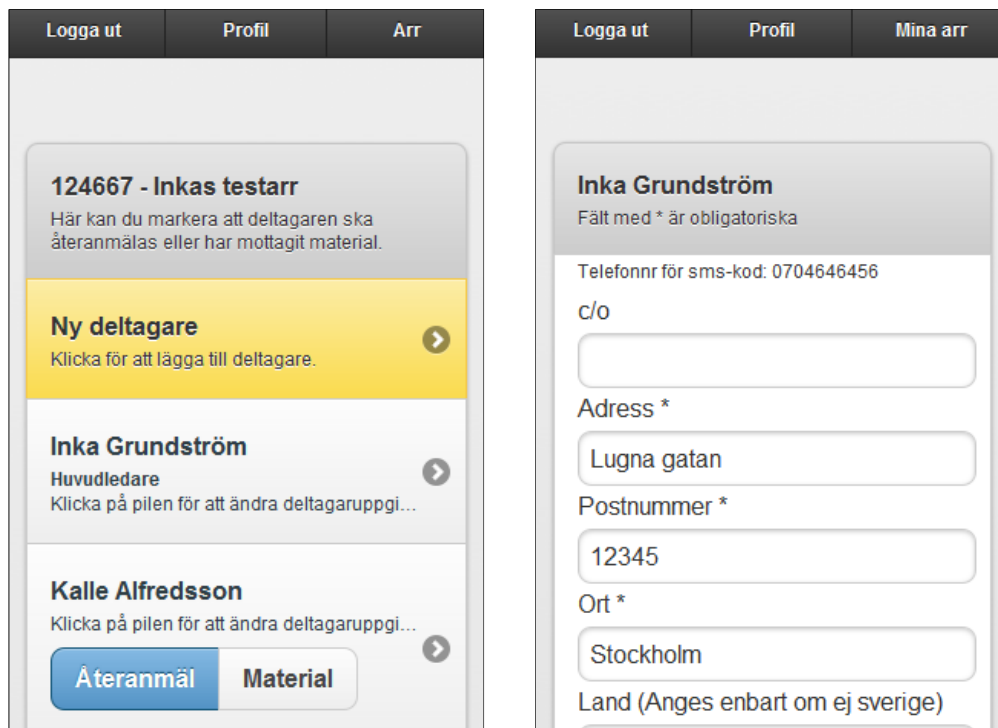 Logga ut Profil Arr
124667 - Inkas testarr
Här kan du markera att deltagaren ska
återanmälas eller har mottagit material.
Ny deltagare
Klicka för att lägga till deltagare.
Inka Grundström
Huvudledare
Klicka på pilen för att ändra deltagaruppgi...
Kalle Alfredsson
Klicka på pilen för att ändra deltagaruppgi...
Återanmäl Material
Logga ut Profil Mina arr
Inka Grundström
Fält med * är obligatoriska
Telefonnr för sms-kod: 0704646456
c/o
Adress *
Lugna gatan
Postnummer *
12345
Ort *
Stockholm
Land (Anges enbart om ej sverige)